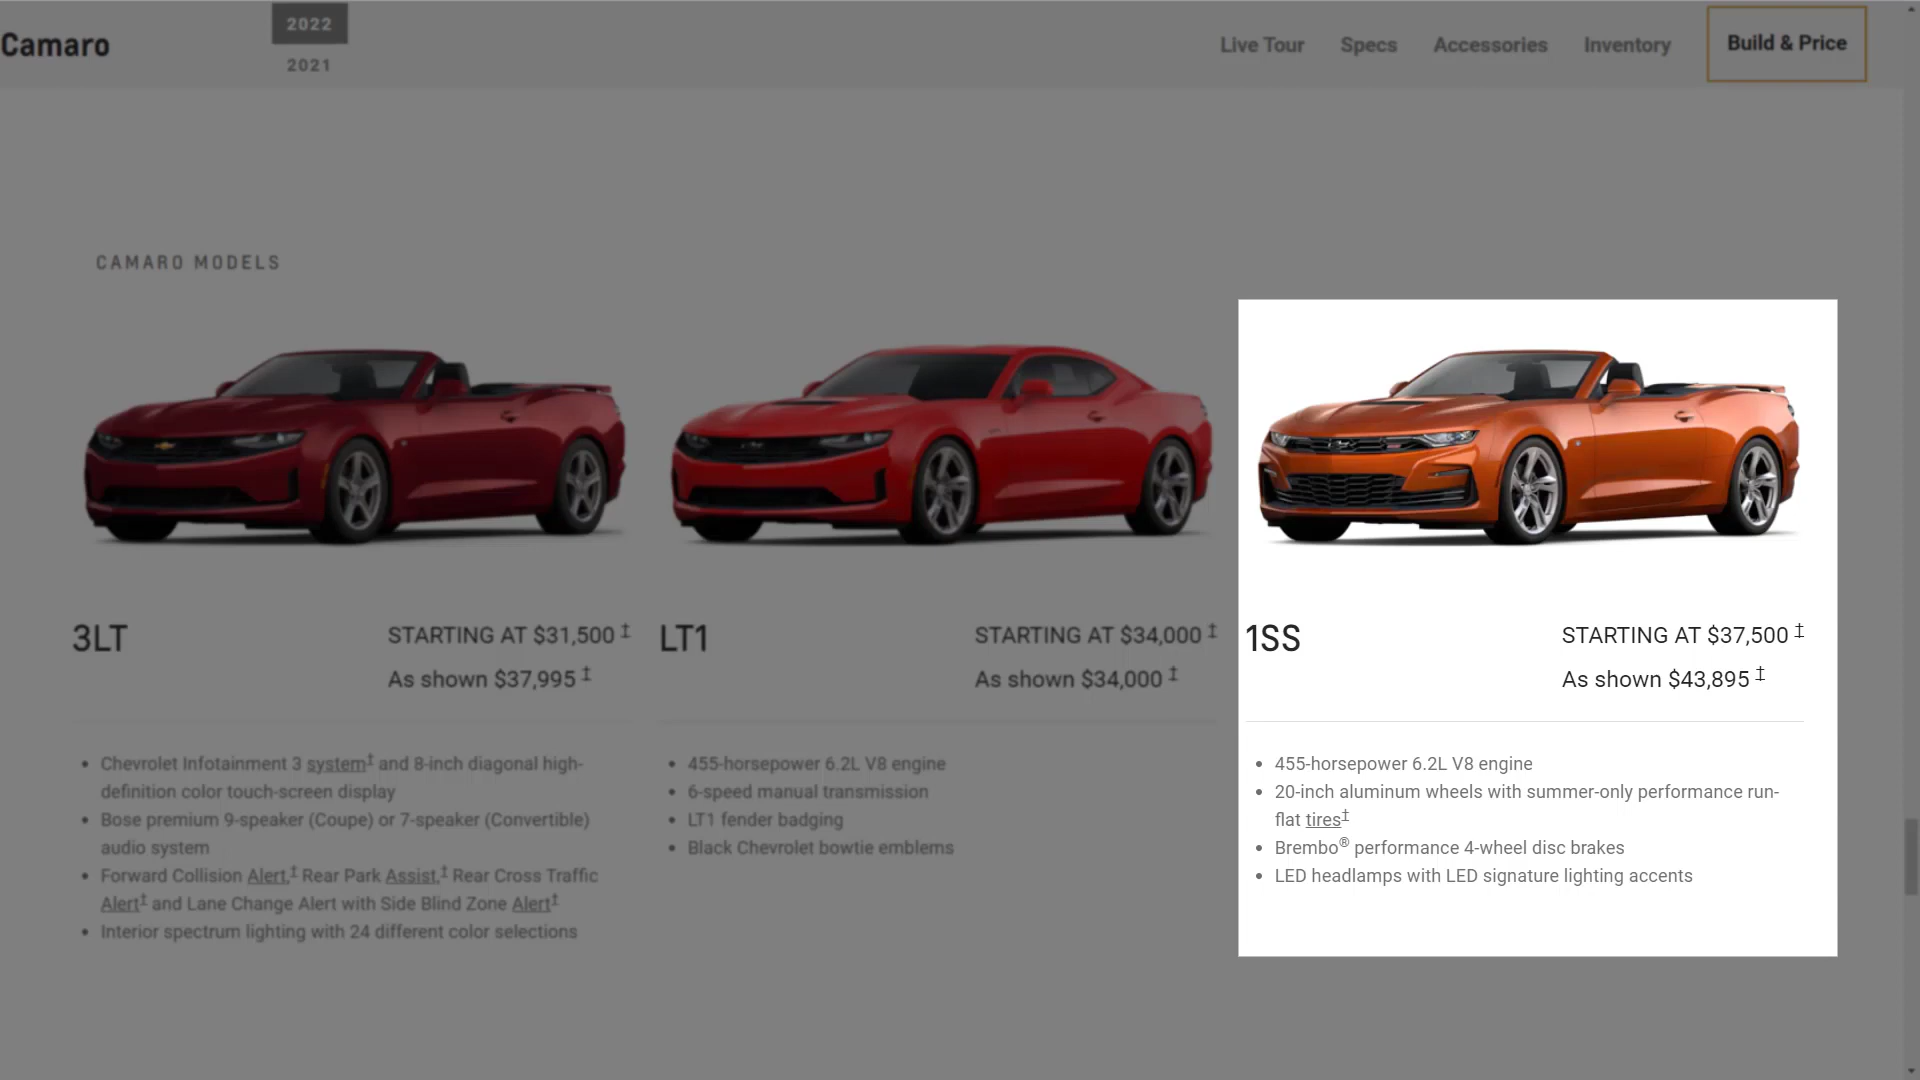 Camaro
2022
2021
Live Tour
Specs
Accessories
Inventory
Build & Price
CAMARO MODELS
3LT
STARTING AT $31,500 ‡
As shown $37,995 ‡
• Chevrolet Infotainment 3 system‡ and 8-inch diagonal high-
definition color touch-screen display
• Bose premium 9-speaker (Coupe) or 7-speaker (Convertible)
audio system
• Forward Collision Alert,‡ Rear Park Assist,‡ Rear Cross Traffic
Alert‡ and Lane Change Alert with Side Blind Zone Alert‡
• Interior spectrum lighting with 24 different color selections
LT1
STARTING AT $34,000 ‡
As shown $34,000 ‡
• 455-horsepower 6.2L V8 engine
• 6-speed manual transmission
• LT1 fender badging
• Black Chevrolet bowtie emblems
1SS
STARTING AT $37,500 ‡
As shown $43,895 ‡
• 455-horsepower 6.2L V8 engine
• 20-inch aluminum wheels with summer-only performance run-
flat tires‡
• Brembo® performance 4-wheel disc brakes
• LED headlamps with LED signature lighting accents